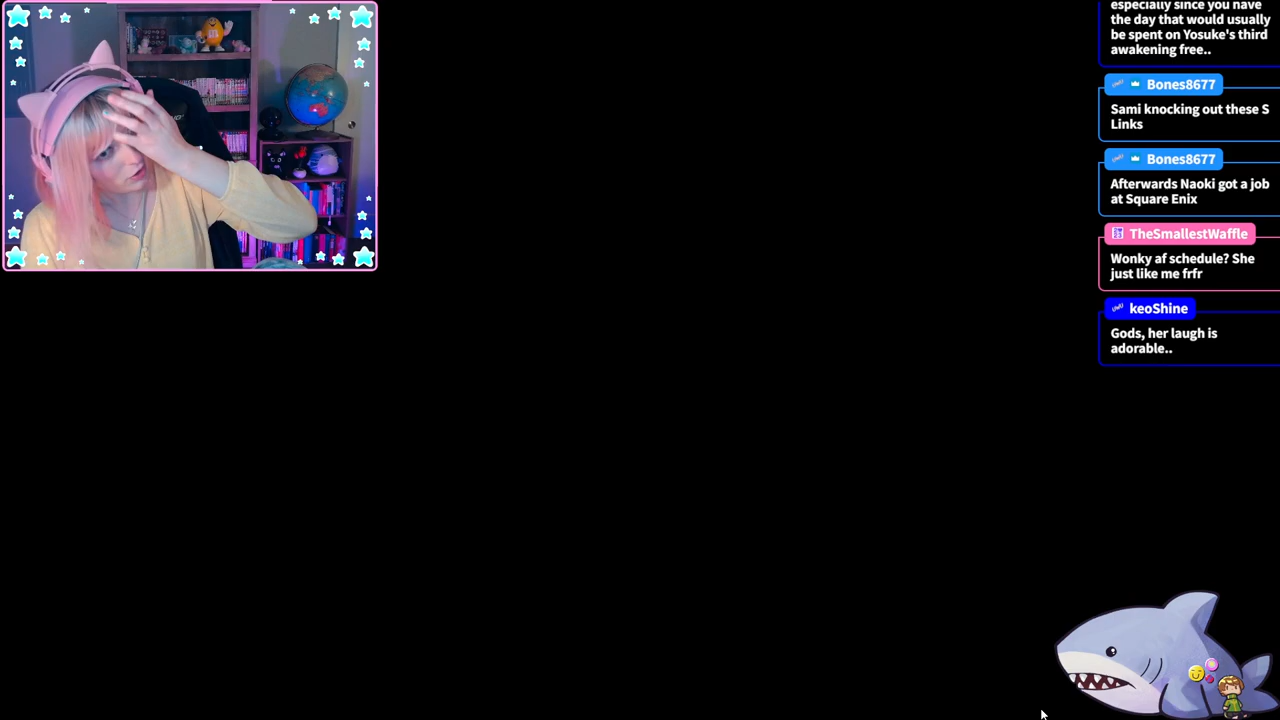 especially since you have
the day that would usually
be spent on Yosuke's third
awakening free..
Bones8677
Sami knocking out these S
Links
Bones8677
Afterwards Naoki got a job
at Square Enix
TheSmallestWaffle
Wonky af schedule? She
just like me frfr
keoShine
Gods, her laugh is
adorable..